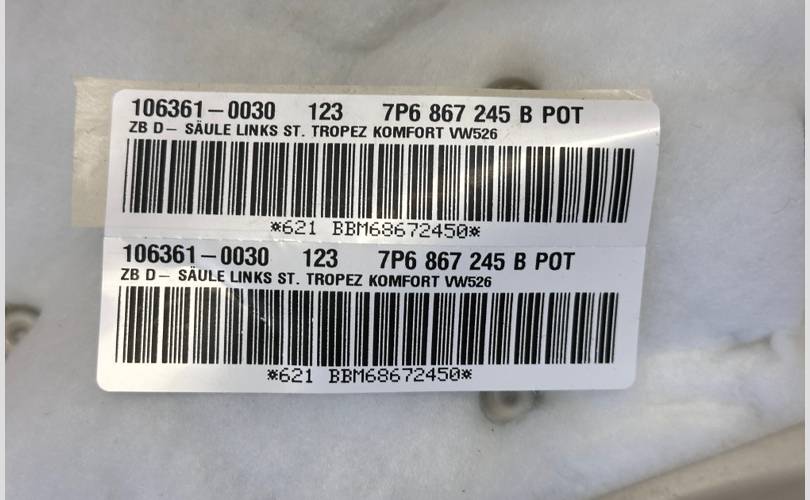 106361-0030 123 7P6 867 245 B POT
ZB D- SÄULE LINKS ST. TROPEZ KOMFORT VW526
*621 BBM68672450*
106361-0030 123 7P6 867 245 B POT
ZB D- SÄULE LINKS ST. TROPEZ KOMFORT VW526
*621 BBM68672450*